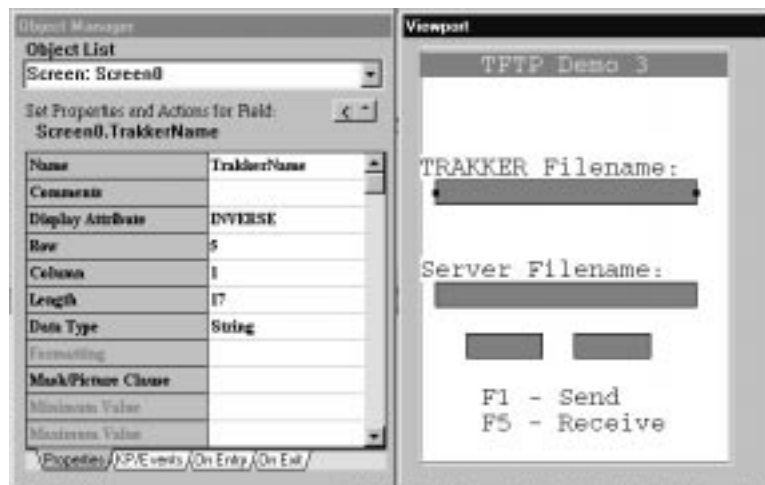 Object Manager
Object List
Screen: Screen0
Set Properties and Actions for Field:
Screen0.TrakkerName
Name TrakkerName
Comments
Display Attribute INVERSE
Row 5
Column 1
Length 17
Data Type String
Formatting
Mask/Picture Clause
Minimum Value
Maximum Value
Properties KP/Events On Entry On Exit
Viewport
TFTP Demo 3
TRAKKER Filename:
Server Filename:
F1 - Send
F5 - Receive